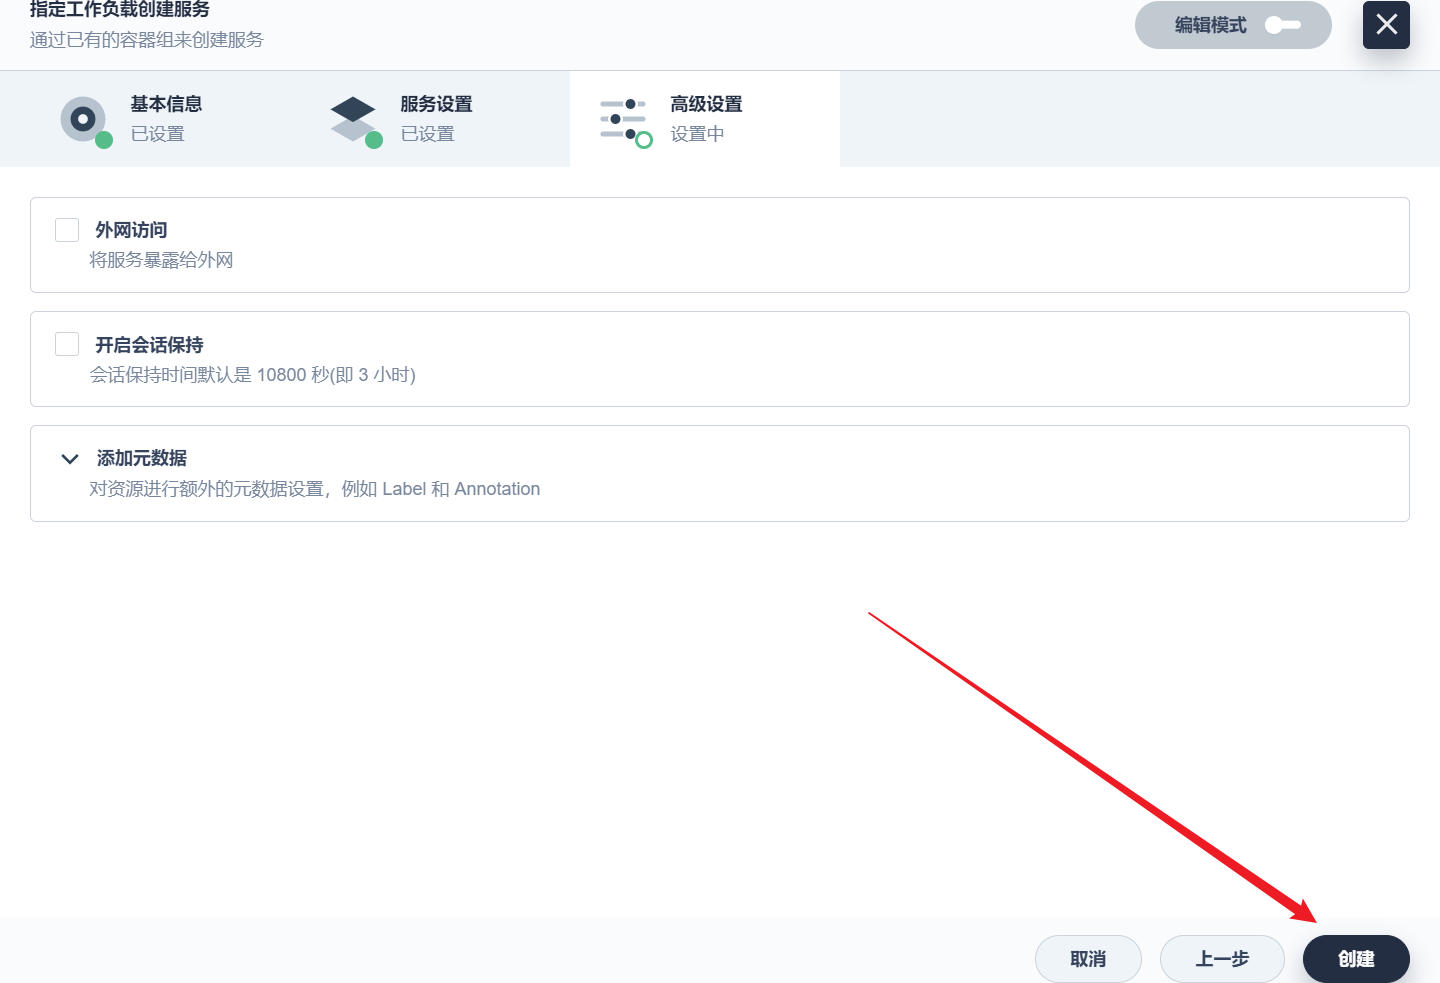 指定工作负载创建服务
通过已有的容器组来创建服务
编辑模式
基本信息
已设置
服务设置
已设置
高级设置
设置中
外网访问
将服务暴露给外网
开启会话保持
会话保持时间默认是 10800 秒(即 3 小时)
添加元数据
对资源进行额外的元数据设置，例如 Label 和 Annotation
取消
上一步
创建